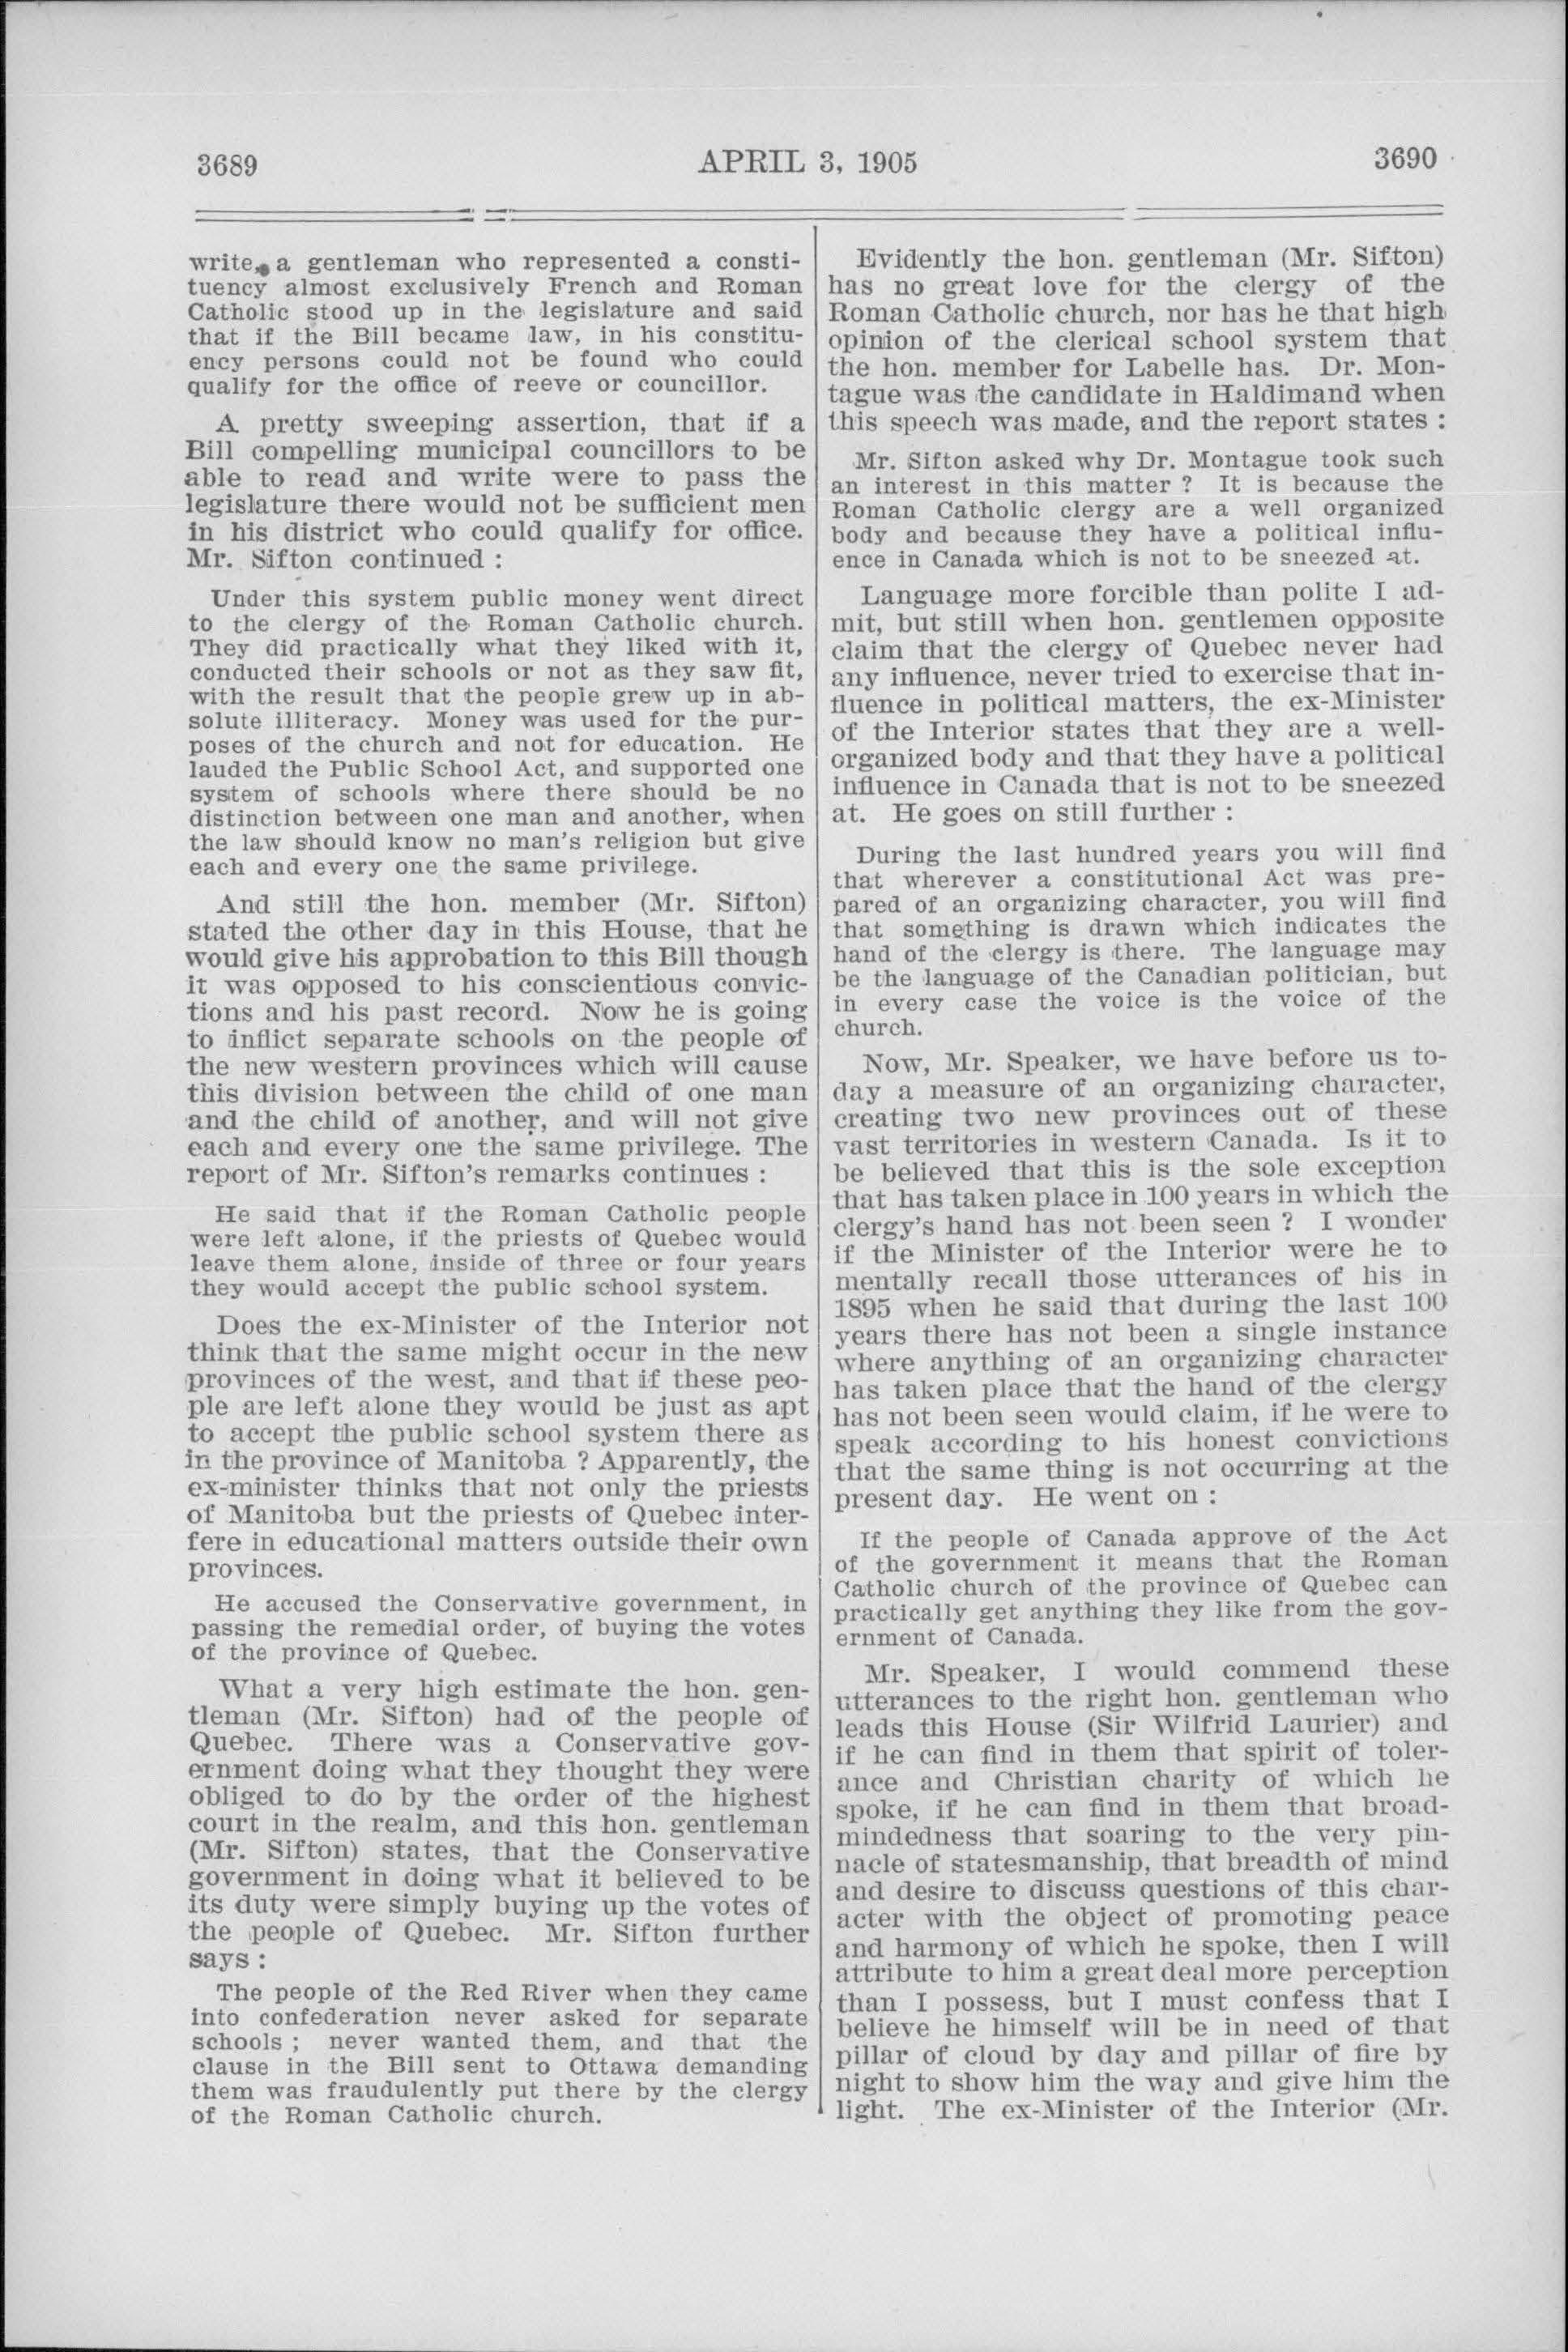 3689
APRIL 3, 1905
3690
write, a gentleman who represented a consti-
tuency almost exclusively French and Roman
Catholic stood up in the legislature and said
that if the Bill became law, in his constitu-
ency persons could not be found who could
qualify for the office of reeve or councillor.
A pretty sweeping assertion, that if a
Bill compelling municipal councillors to be
able to read and write were to pass the
legislature there would not be sufficient men
in his district who could qualify for office.
Mr. Sifton continued :
Under this system public money went direct
to the clergy of the Roman Catholic church.
They did practically what they liked with it,
conducted their schools or not as they saw fit,
with the result that the people grew up in ab-
solute illiteracy. Money was used for the pur-
poses of the church and not for education. He
lauded the Public School Act, and supported one
system of schools where there should be no
distinction between one man and another, when
the law should know no man's religion but give
each and every one the same privilege.
And still the hon. member (Mr. Sifton)
stated the other day in this House, that he
would give his approbation to this Bill though
it was opposed to his conscientious convic-
tions and his past record. Now he is going
to inflict separate schools on the people of
the new western provinces which will cause
this division between the child of one man
and the child of another, and will not give
each and every one the same privilege. The
report of Mr. Sifton's remarks continues :
He said that if the Roman Catholic people
were left alone, if the priests of Quebec would
leave them alone, inside of three or four years
they would accept the public school system.
Does the ex-Minister of the Interior not
think that the same might occur in the new
provinces of the west, and that if these peo-
ple are left alone they would be just as apt
to accept the public school system there as
in the province of Manitoba ? Apparently, the
ex-minister thinks that not only the priests
of Manitoba but the priests of Quebec inter-
fere in educational matters outside their own
provinces.
He accused the Conservative government, in
passing the remedial order, of buying the votes
of the province of Quebec.
What a very high estimate the hon. gen-
tleman (Mr. Sifton) had of the people of
Quebec. There was a Conservative gov-
ernment doing what they thought they were
obliged to do by the order of the highest
court in the realm, and this hon. gentleman
(Mr. Sifton) states, that the Conservative
government in doing what it believed to be
its duty were simply buying up the votes of
the people of Quebec. Mr. Sifton further
says :
The people of the Red River when they came
into confederation never asked for separate
schools ; never wanted them, and that the
clause in the Bill sent to Ottawa demanding
them was fraudulently put there by the clergy
of the Roman Catholic church.
Evidently the hon. gentleman (Mr. Sifton)
has no great love for the clergy of the
Roman Catholic church, nor has he that high
opinion of the clerical school system that
the hon. member for Labelle has. Dr. Mon-
tague was the candidate in Haldimand when
this speech was made, and the report states :
Mr. Sifton asked why Dr. Montague took such
an interest in this matter ? It is because the
Roman Catholic clergy are a well organized
body and because they have a political influ-
ence in Canada which is not to be sneezed at.
Language more forcible than polite I ad-
mit, but still when hon. gentlemen opposite
claim that the clergy of Quebec never had
any influence, never tried to exercise that in-
fluence in political matters, the ex-Minister
of the Interior states that they are a well-
organized body and that they have a political
influence in Canada that is not to be sneezed
at. He goes on still further :
During the last hundred years you will find
that wherever a constitutional Act was pre-
pared of an organizing character, you will find
that something is drawn which indicates the
hand of the clergy is there. The language may
be the language of the Canadian politician, but
in every case the voice is the voice of the
church.
Now, Mr. Speaker, we have before us to-
day a measure of an organizing character,
creating two new provinces out of these
vast territories in western Canada. Is it to
be believed that this is the sole exception
that has taken place in 100 years in which the
clergy's hand has not been seen ? I wonder
if the Minister of the Interior were he to
mentally recall those utterances of his in
1895 when he said that during the last 100
years there has not been a single instance
where anything of an organizing character
has taken place that the hand of the clergy
has not been seen would claim, if he were to
speak according to his honest convictions
that the same thing is not occurring at the
present day. He went on :
If the people of Canada approve of the Act
of the government it means that the Roman
Catholic church of the province of Quebec can
practically get anything they like from the gov-
ernment of Canada.
Mr. Speaker, I would commend these
utterances to the right hon. gentleman who
leads this House (Sir Wilfrid Laurier) and
if he can find in them that spirit of toler-
ance and Christian charity of which he
spoke, if he can find in them that broad-
mindedness that soaring to the very pin-
nacle of statesmanship, that breadth of mind
and desire to discuss questions of this char-
acter with the object of promoting peace
and harmony of which he spoke, then I will
attribute to him a great deal more perception
than I possess, but I must confess that I
believe he himself will be in need of that
pillar of cloud by day and pillar of fire by
night to show him the way and give him the
light. The ex-Minister of the Interior (Mr.